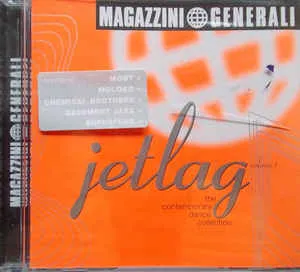 MAGAZZINI GENERALI
MAGAZZINI GENERALI
MOBY
MOLOKO
CHEMICAL BROTHERS
BASEMENT JAXX
SUPERFUNK
jetlag
volume 1
the
contemporary
dance
collection